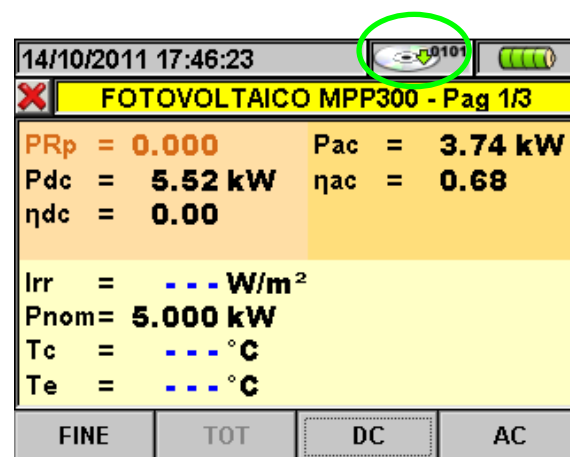 14/10/2011 17:46:23 0101
FOTOVOLTAICO MPP300 - Pag 1/3
PRp = 0.000 Pac = 3.74 kW
Pdc = 5.52 kW ηac = 0.68
ηdc = 0.00
Irr = - - - W/m²
Pnom= 5.000 kW
Tc = - - - °C
Te = - - - °C
FINE TOT DC AC